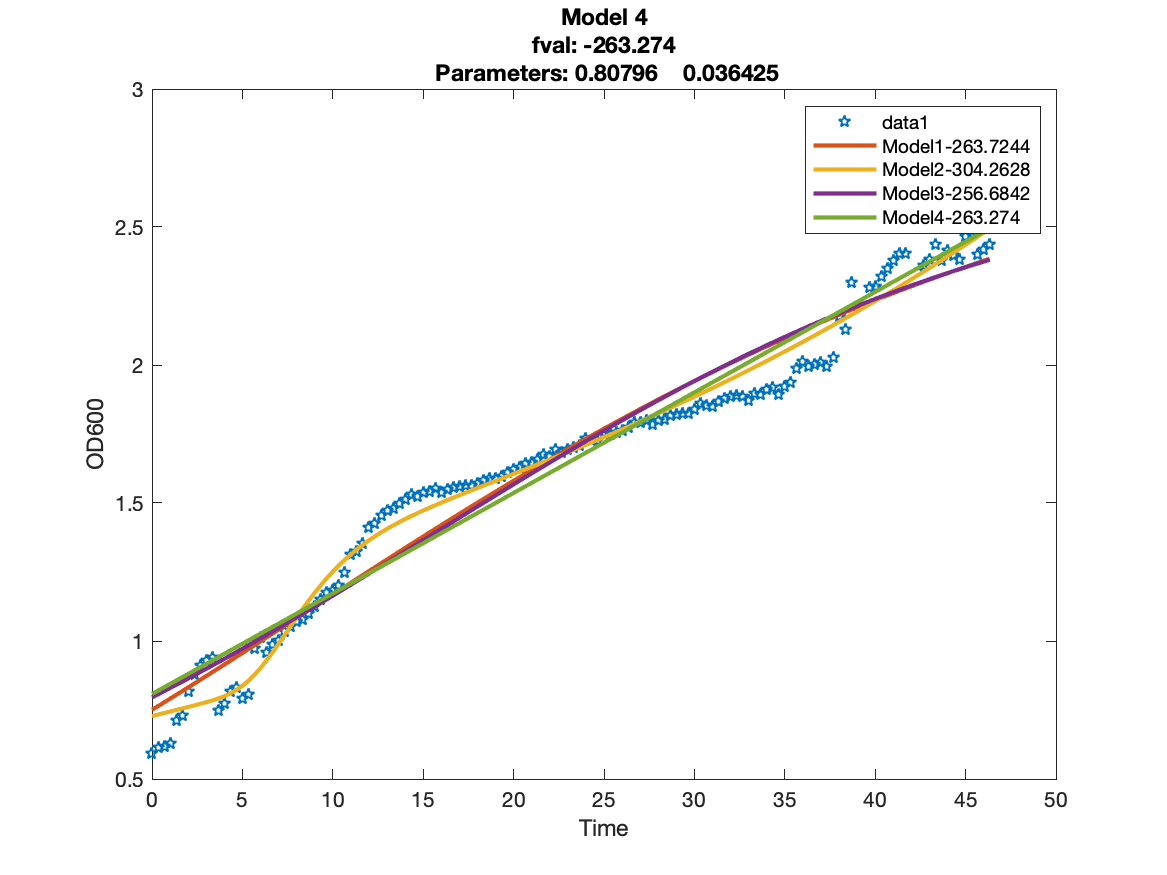 Model 4
fval: -263.274
Parameters: 0.80796 0.036425
3
2.5
2
1.5
1
0.5
OD600
0 5 10 15 20 25 30 35 40 45 50
Time
data1
Model1-263.7244
Model2-304.2628
Model3-256.6842
Model4-263.274